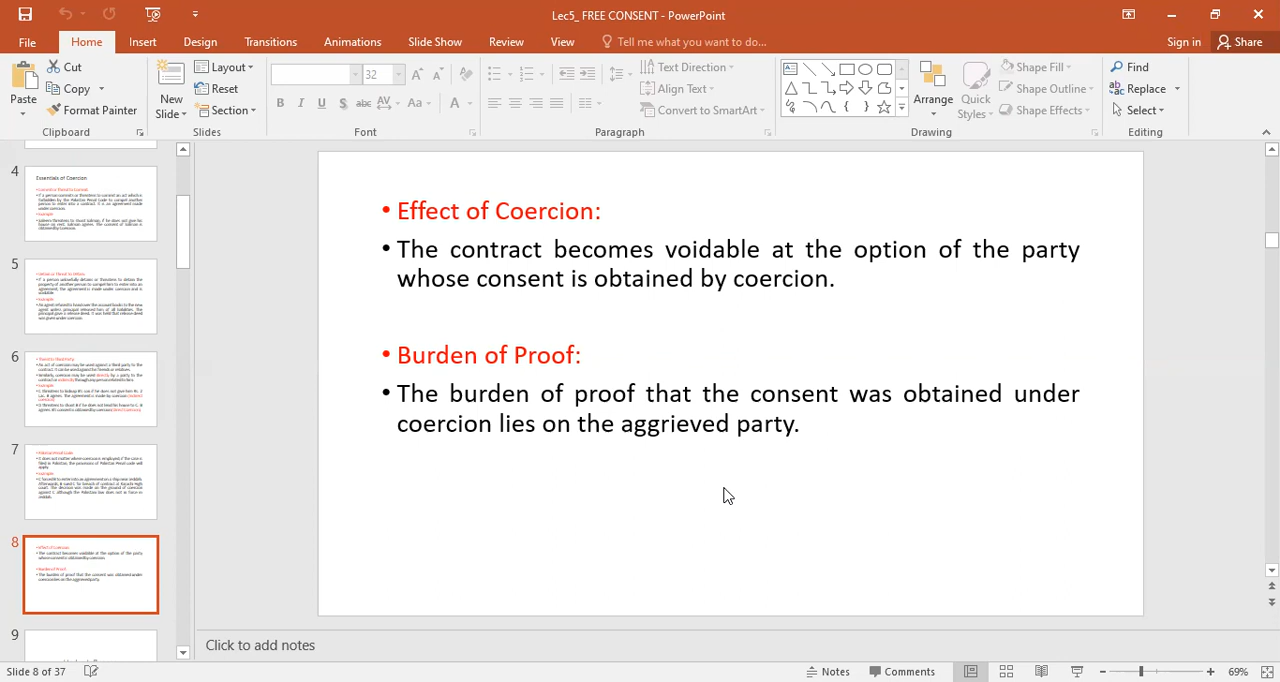 Lec5_ FREE CONSENT - PowerPoint
File Home Insert Design Transitions Animations Slide Show Review View Tell me what you want to do... Sign in Share
Paste Cut Copy Format Painter Clipboard
New Slide Layout Reset Section Slides
32 B I U S abc AV Aa A Font
Text Direction Align Text Convert to SmartArt Paragraph
Arrange Quick Styles Shape Fill Shape Outline Shape Effects Drawing
Find Replace Select Editing
4
Essentials of Coercion
5
6
7
8
9
• Effect of Coercion:
• The contract becomes voidable at the option of the party
whose consent is obtained by coercion.
• Burden of Proof:
• The burden of proof that the consent was obtained under
coercion lies on the aggrieved party.
Click to add notes
Slide 8 of 37 Notes Comments 69%